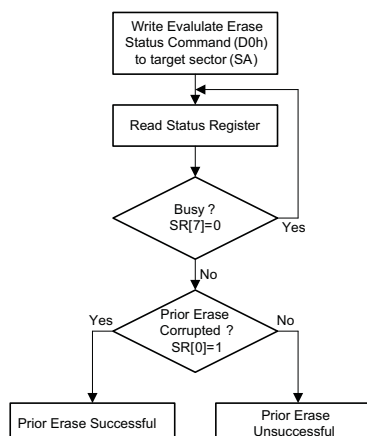 Write Evalulate Erase
Status Command (D0h)
to target sector (SA)
Read Status Register
Busy ?
SR[7]=0
Yes
No
Prior Erase
Corrupted ?
SR[0]=1
Yes
No
Prior Erase Successful
Prior Erase
Unsuccessful